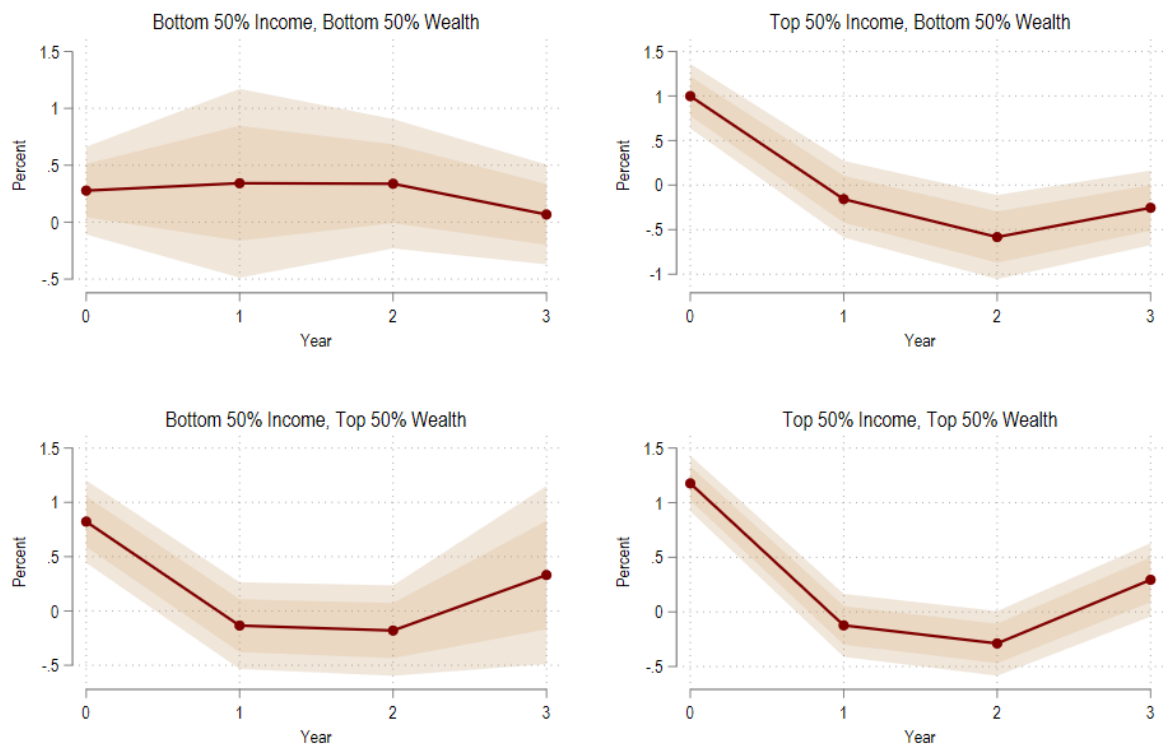 Bottom 50% Income, Bottom 50% Wealth
1.5
1
.5
0
-.5
Percent
0 1 2 3
Year
Top 50% Income, Bottom 50% Wealth
1.5
1
.5
0
-.5
-1
Percent
0 1 2 3
Year
Bottom 50% Income, Top 50% Wealth
1.5
1
.5
0
-.5
Percent
0 1 2 3
Year
Top 50% Income, Top 50% Wealth
1.5
1
.5
0
-.5
Percent
0 1 2 3
Year